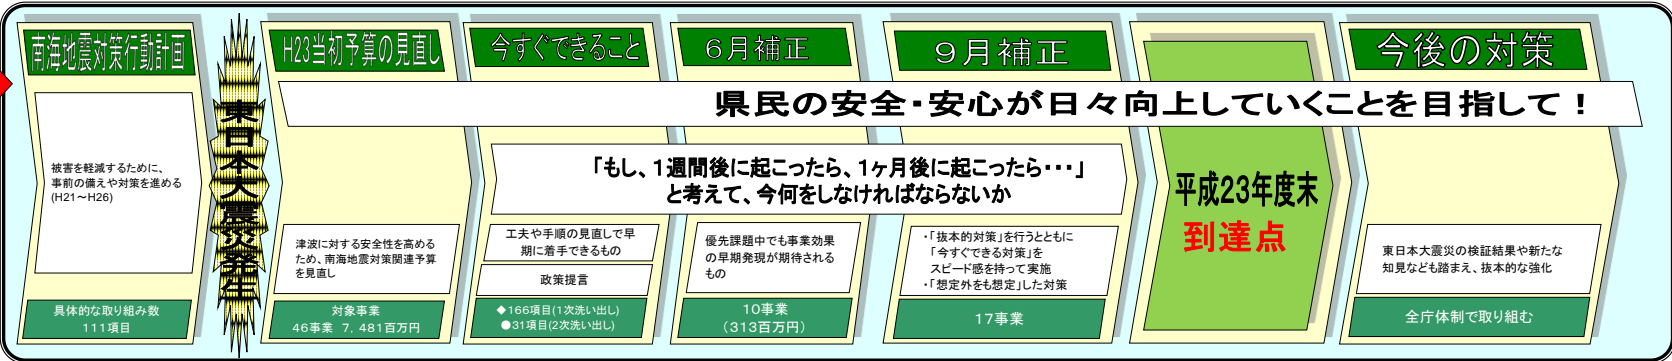 南海地震対策行動計画
被害を軽減するために、
事前の備えや対策を進める
(H21～H26)
具体的な取り組み数
111項目
東日本大震災発生
H23当初予算の見直し
今すぐできること
６月補正
９月補正
今後の対策
県民の安全・安心が日々向上していくことを目指して！
「もし、１週間後に起こったら、１ヶ月後に起こったら・・・」
と考えて、今何をしなければならないか
津波に対する安全性を高める
ため、南海地震対策関連予算
を見直し
対象事業
46事業　7，481百万円
工夫や手順の見直しで早
期に着手できるもの
政策提言
◆166項目(1次洗い出し)
●31項目(2次洗い出し)
優先課題中でも事業効果
の早期発現が期待される
もの
10事業
（313百万円）
・「抜本的対策」を行うとともに
「今すぐできる対策」を
スピード感を持って実施
・「想定外をも想定」した対策
17事業
平成23年度末
到達点
東日本大震災の検証結果や新たな
知見なども踏まえ、抜本的な強化
全庁体制で取り組む